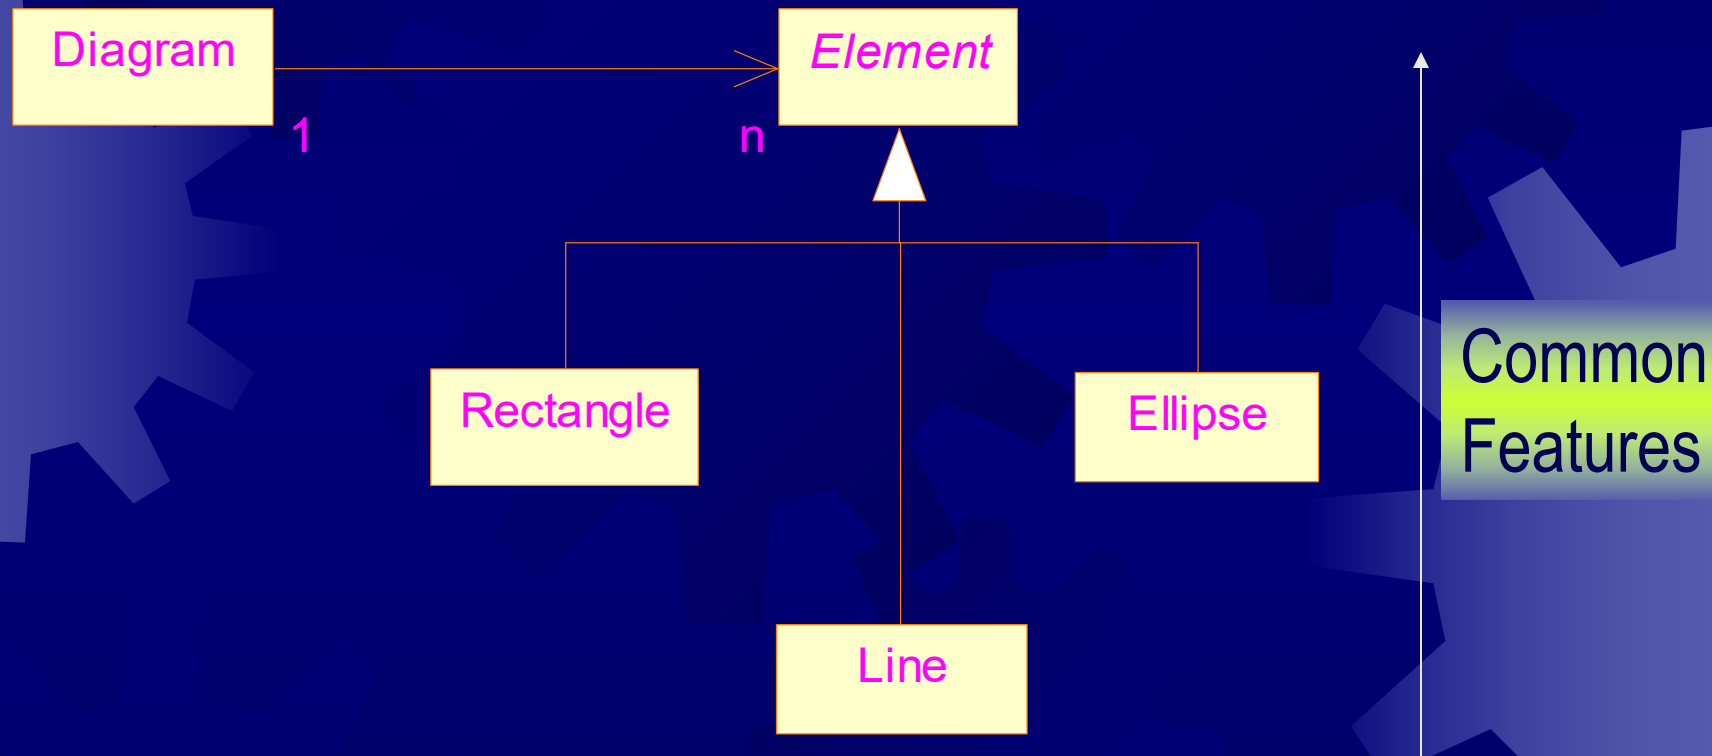 Diagram
Element
1
n
Rectangle
Ellipse
Common
Features
Line